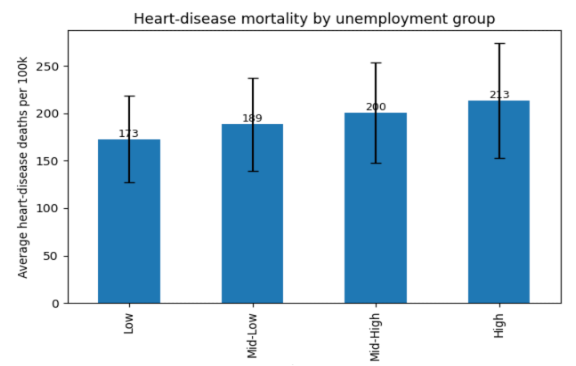 Heart-disease mortality by unemployment group
Average heart-disease deaths per 100k
250
200
150
100
50
0
173
189
200
213
Low
Mid-Low
Mid-High
High